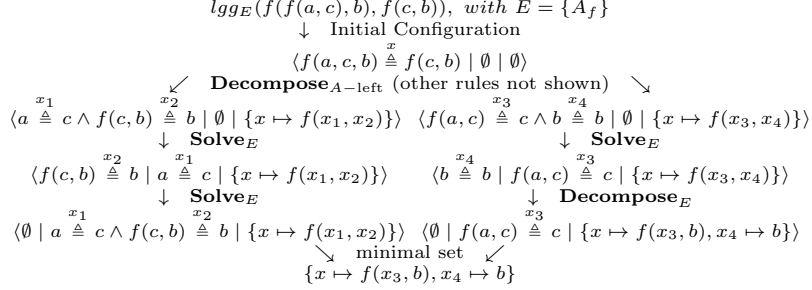 lgg_E(f(f(a, c), b), f(c, b)), with E = {A_f}
↓ Initial Configuration
⟨f(a, c, b) ≜^x f(c, b) | ∅ | ∅⟩
↙ Decompose_{A−left} (other rules not shown) ↘
⟨a ≜^{x_1} c ∧ f(c, b) ≜^{x_2} b | ∅ | {x ↦ f(x_1, x_2)}⟩ ⟨f(a, c) ≜^{x_3} c ∧ b ≜^{x_4} b | ∅ | {x ↦ f(x_3, x_4)}⟩
↓ Solve_E ↓ Solve_E
⟨f(c, b) ≜^{x_2} b | a ≜^{x_1} c | {x ↦ f(x_1, x_2)}⟩ ⟨b ≜^{x_4} b | f(a, c) ≜^{x_3} c | {x ↦ f(x_3, x_4)}⟩
↓ Solve_E ↓ Decompose_E
⟨∅ | a ≜^{x_1} c ∧ f(c, b) ≜^{x_2} b | {x ↦ f(x_1, x_2)}⟩ ⟨∅ | f(a, c) ≜^{x_3} c | {x ↦ f(x_3, b), x_4 ↦ b}⟩
↘ minimal set ↙
{x ↦ f(x_3, b), x_4 ↦ b}